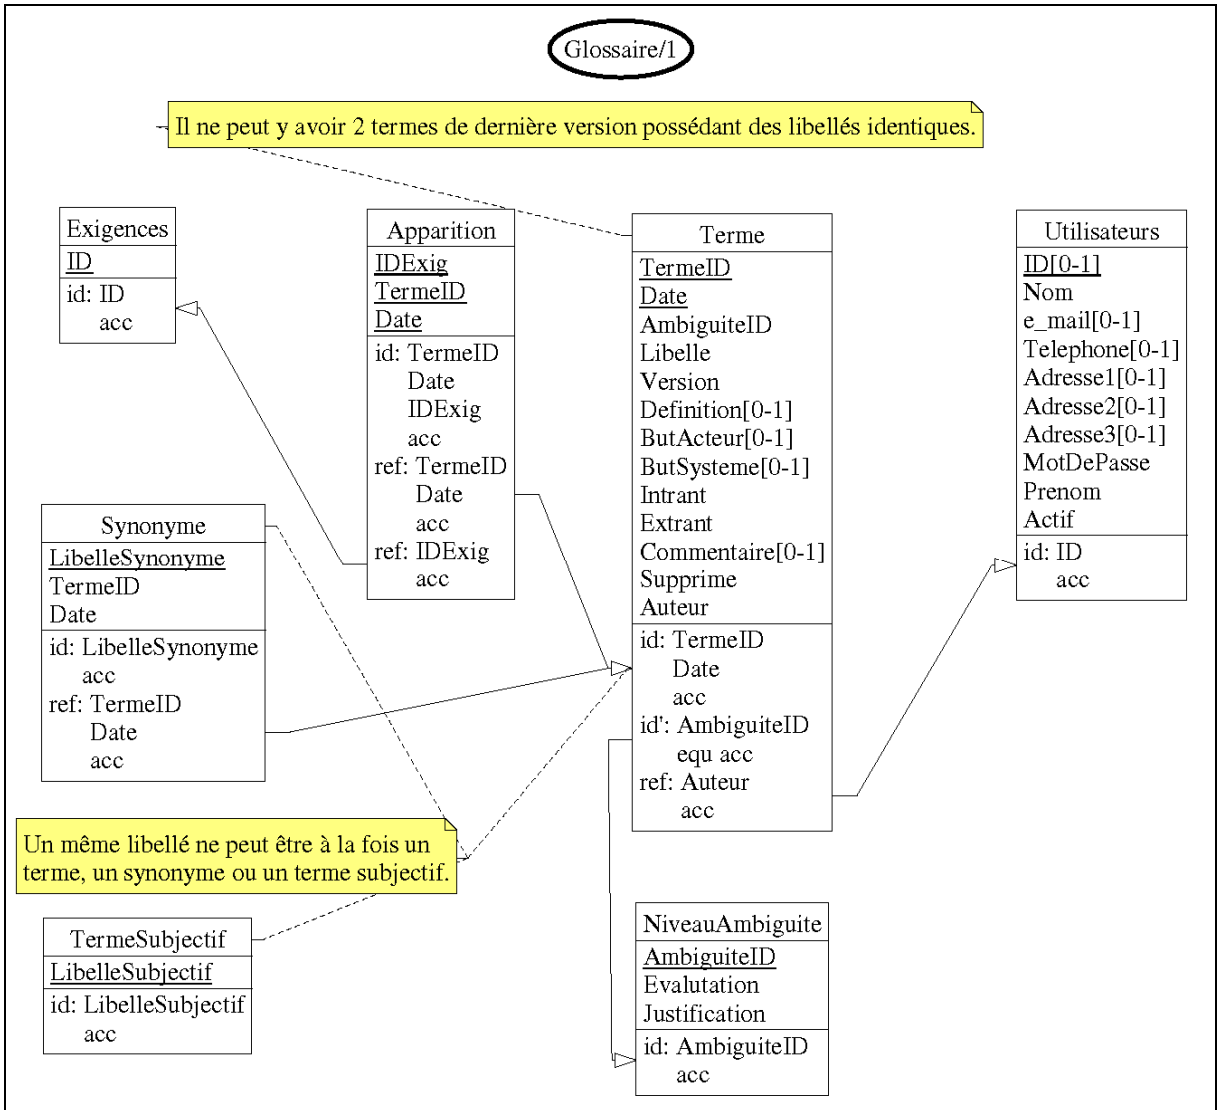 Glossaire/1
Il ne peut y avoir 2 termes de dernière version possédant des libellés identiques.
Exigences
ID
id: ID
acc
Apparition
IDExig
TermeID
Date
id: TermeID
Date
IDExig
acc
ref: TermeID
Date
acc
ref: IDExig
acc
Terme
TermeID
Date
AmbiguiteID
Libelle
Version
Definition[0-1]
ButActeur[0-1]
ButSysteme[0-1]
Intrant
Extrant
Commentaire[0-1]
Supprime
Auteur
id: TermeID
Date
acc
id': AmbiguiteID
equ acc
ref: Auteur
acc
Utilisateurs
ID[0-1]
Nom
e_mail[0-1]
Telephone[0-1]
Adresse1[0-1]
Adresse2[0-1]
Adresse3[0-1]
MotDePasse
Prenom
Actif
id: ID
acc
Synonyme
LibelleSynonyme
TermeID
Date
id: LibelleSynonyme
acc
ref: TermeID
Date
acc
Un même libellé ne peut être à la fois un
terme, un synonyme ou un terme subjectif.
TermeSubjectif
LibelleSubjectif
id: LibelleSubjectif
acc
NiveauAmbiguite
AmbiguiteID
Evalutation
Justification
id: AmbiguiteID
acc